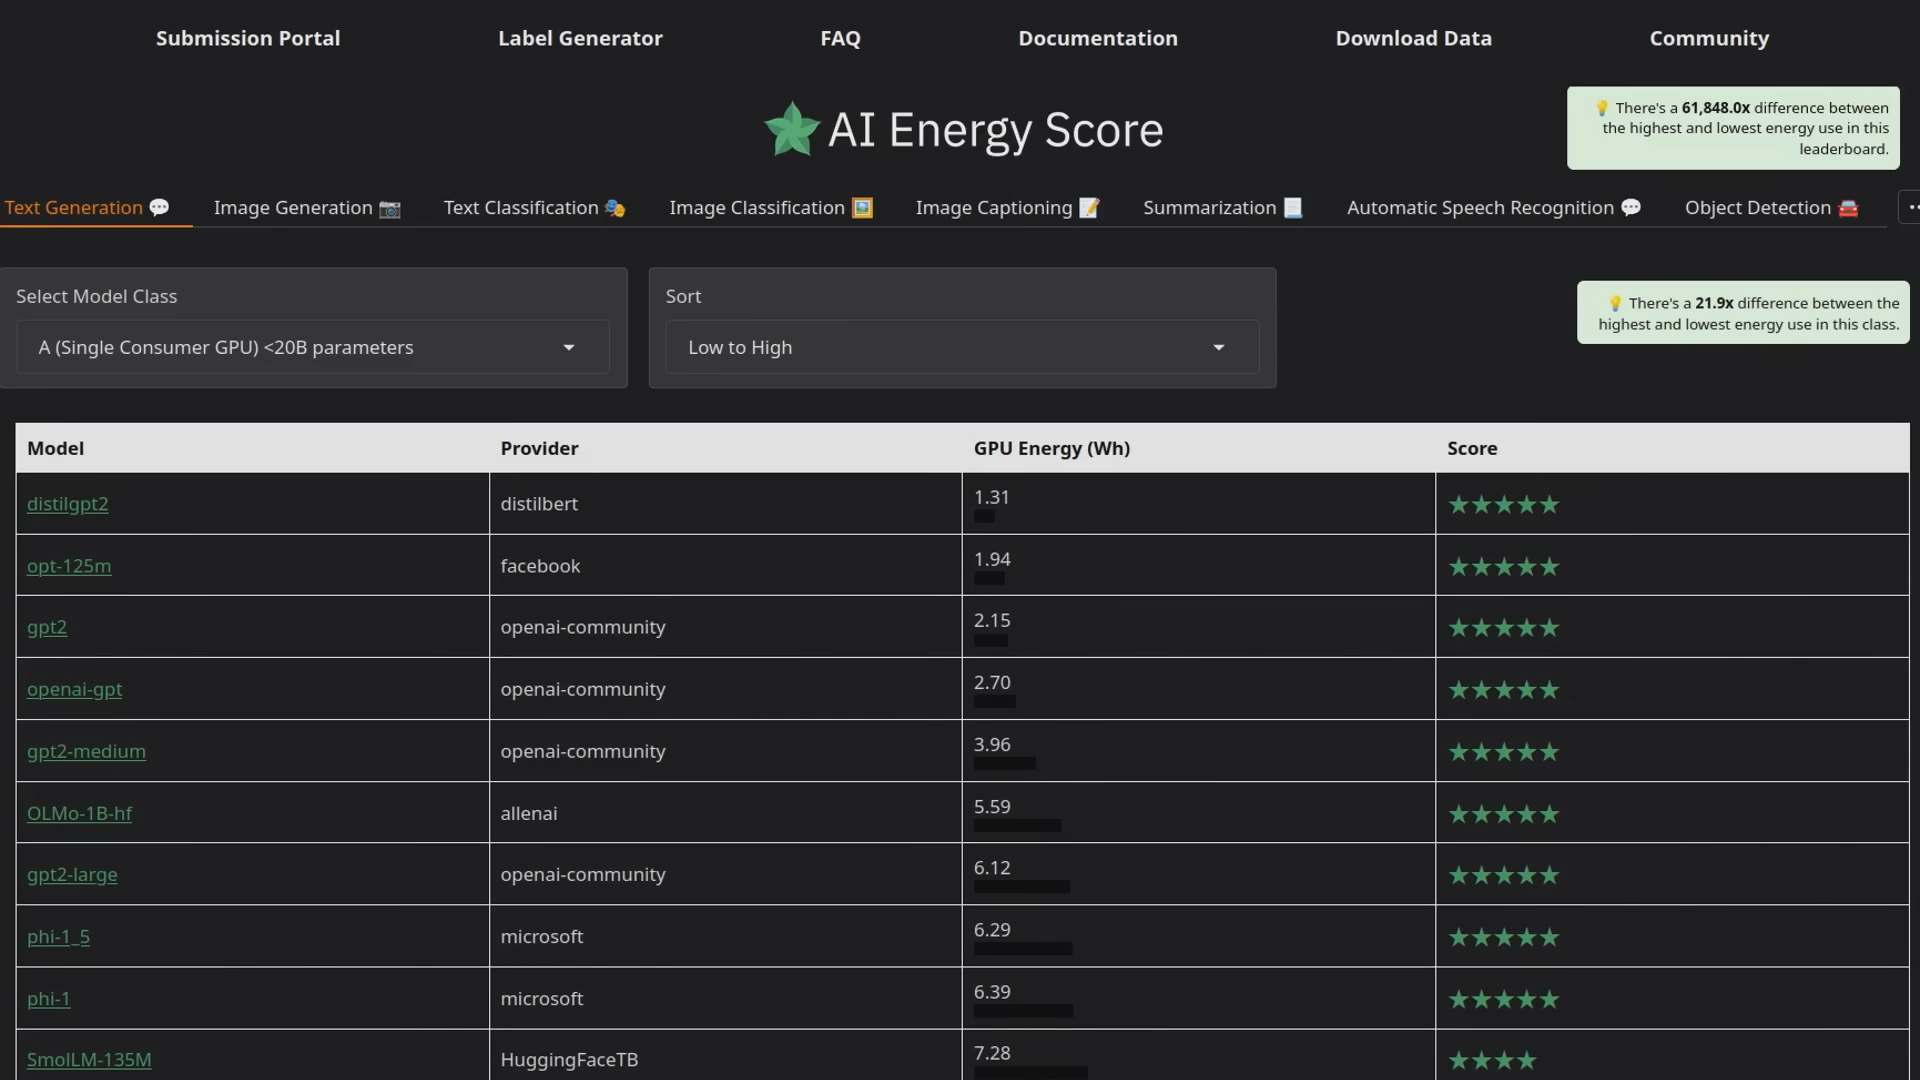 Submission Portal Label Generator FAQ Documentation Download Data Community
AI Energy Score
💡 There's a 61,848.0x difference between
the highest and lowest energy use in this
leaderboard.
Text Generation 💬 Image Generation 📷 Text Classification 🎭 Image Classification 🖼️ Image Captioning 📝 Summarization 📃 Automatic Speech Recognition 💬 Object Detection 🚘
Select Model Class
A (Single Consumer GPU) <20B parameters
Sort
Low to High
💡 There's a 21.9x difference between the
highest and lowest energy use in this class.
Model Provider GPU Energy (Wh) Score
distilgpt2 distilbert 1.31 ★★★★★
opt-125m facebook 1.94 ★★★★★
gpt2 openai-community 2.15 ★★★★★
openai-gpt openai-community 2.70 ★★★★★
gpt2-medium openai-community 3.96 ★★★★★
OLMo-1B-hf allenai 5.59 ★★★★★
gpt2-large openai-community 6.12 ★★★★★
phi-1_5 microsoft 6.29 ★★★★★
phi-1 microsoft 6.39 ★★★★★
SmolLM-135M HuggingFaceTB 7.28 ★★★★